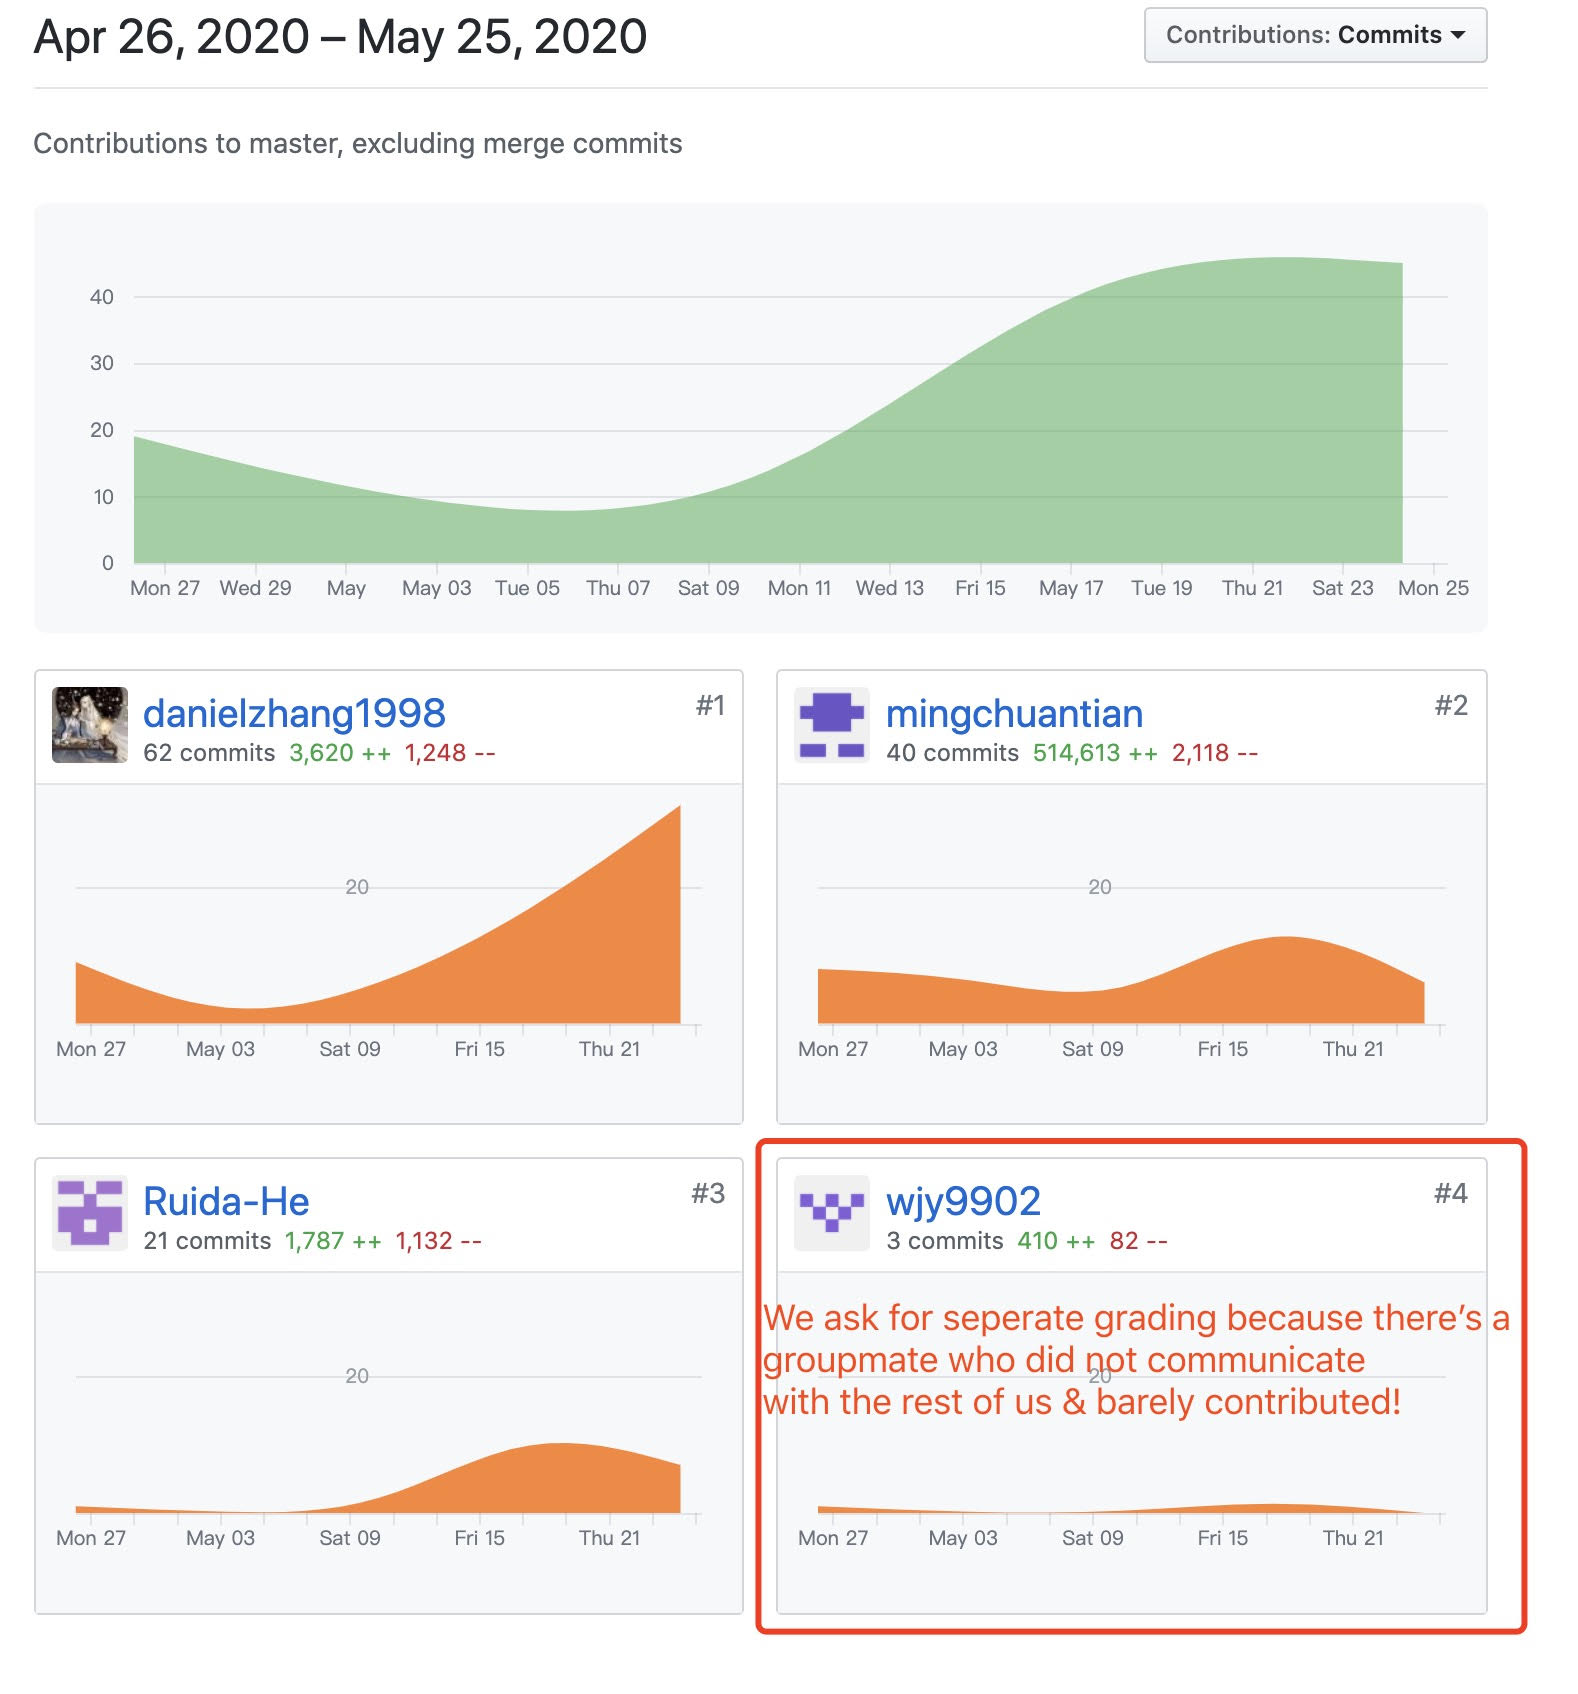 Apr 26, 2020 – May 25, 2020
Contributions: Commits
Contributions to master, excluding merge commits
40
30
20
10
0
Mon 27 Wed 29 May May 03 Tue 05 Thu 07 Sat 09 Mon 11 Wed 13 Fri 15 May 17 Tue 19 Thu 21 Sat 23 Mon 25
danielzhang1998 #1
62 commits 3,620 ++ 1,248 --
20
Mon 27 May 03 Sat 09 Fri 15 Thu 21
mingchuantian #2
40 commits 514,613 ++ 2,118 --
20
Mon 27 May 03 Sat 09 Fri 15 Thu 21
Ruida-He #3
21 commits 1,787 ++ 1,132 --
20
Mon 27 May 03 Sat 09 Fri 15 Thu 21
wjy9902 #4
3 commits 410 ++ 82 --
We ask for seperate grading because there's a
groupmate who did not communicate
20
with the rest of us & barely contributed!
Mon 27 May 03 Sat 09 Fri 15 Thu 21